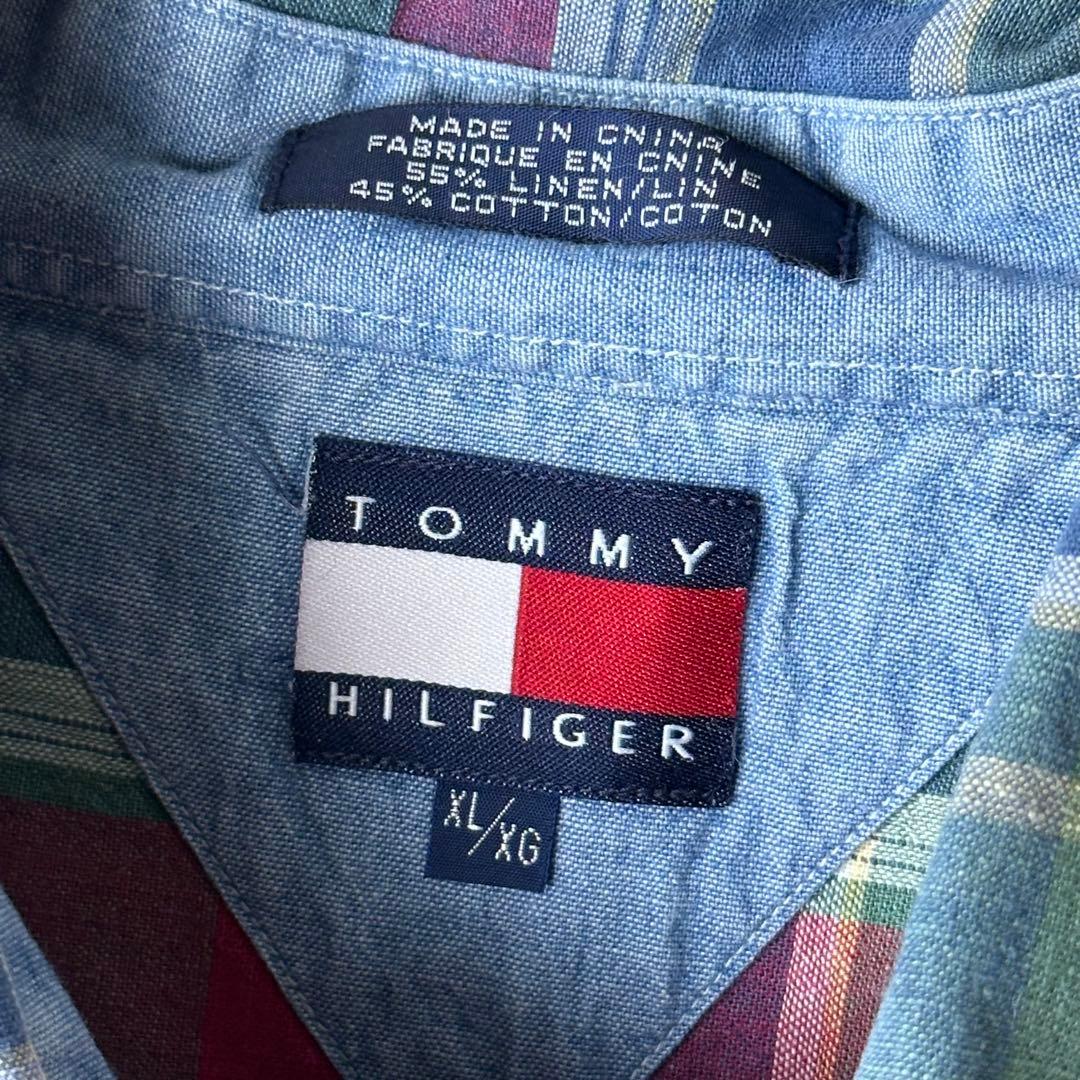 MADE IN CHINA
FABRIQUE EN CHINE
55% LINEN/LIN
45% COTTON/COTON
TOMMY
HILFIGER
XL/XG